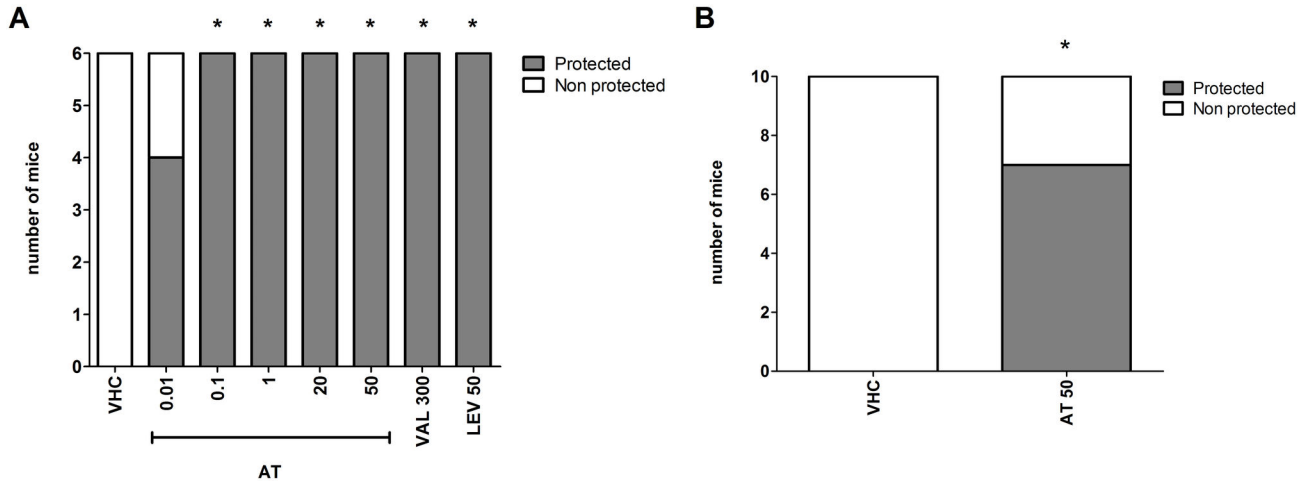 A
* * * * * *
number of mice
6
5
4
3
2
1
0
VHC
0.01
0.1
1
20
50
VAL 300
LEV 50
AT
Protected
Non protected
B
*
number of mice
10
8
6
4
2
0
VHC
AT 50
Protected
Non protected